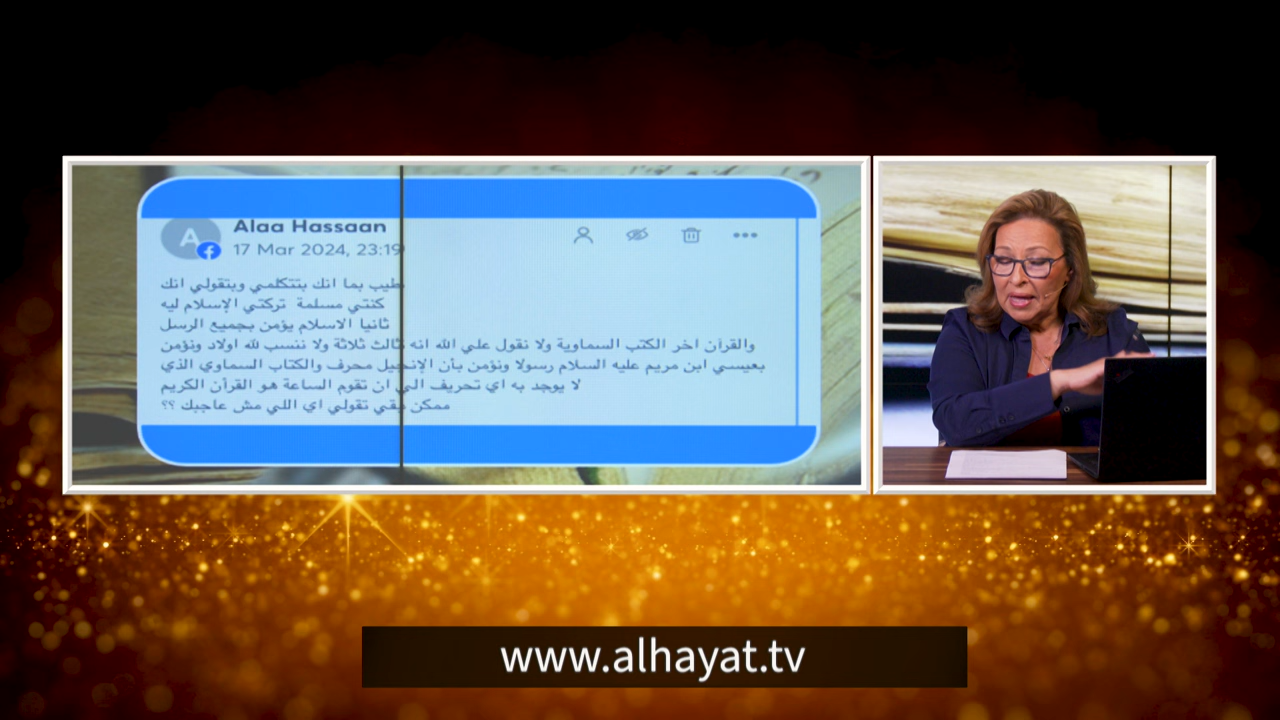 A
Alaa Hassaan
17 Mar 2024, 23:19
طيب بما انك بتتكلمي وبتقولي انك
كنتي مسلمة تركتي الإسلام ليه
ثانيا الاسلام يؤمن بجميع الرسل
والقرآن اخر الكتب السماوية ولا نقول علي الله انه ثالث ثلاثة ولا ننسب لله اولاد ونؤمن
بعيسي ابن مريم عليه السلام رسولا ونؤمن بأن الإنجيل محرف والكتاب السماوي الذي
لا يوجد به اي تحريف الي ان تقوم الساعة هو القرآن الكريم
ممكن بقي تقولي اي اللي مش عاجبك ؟؟
www.alhayat.tv